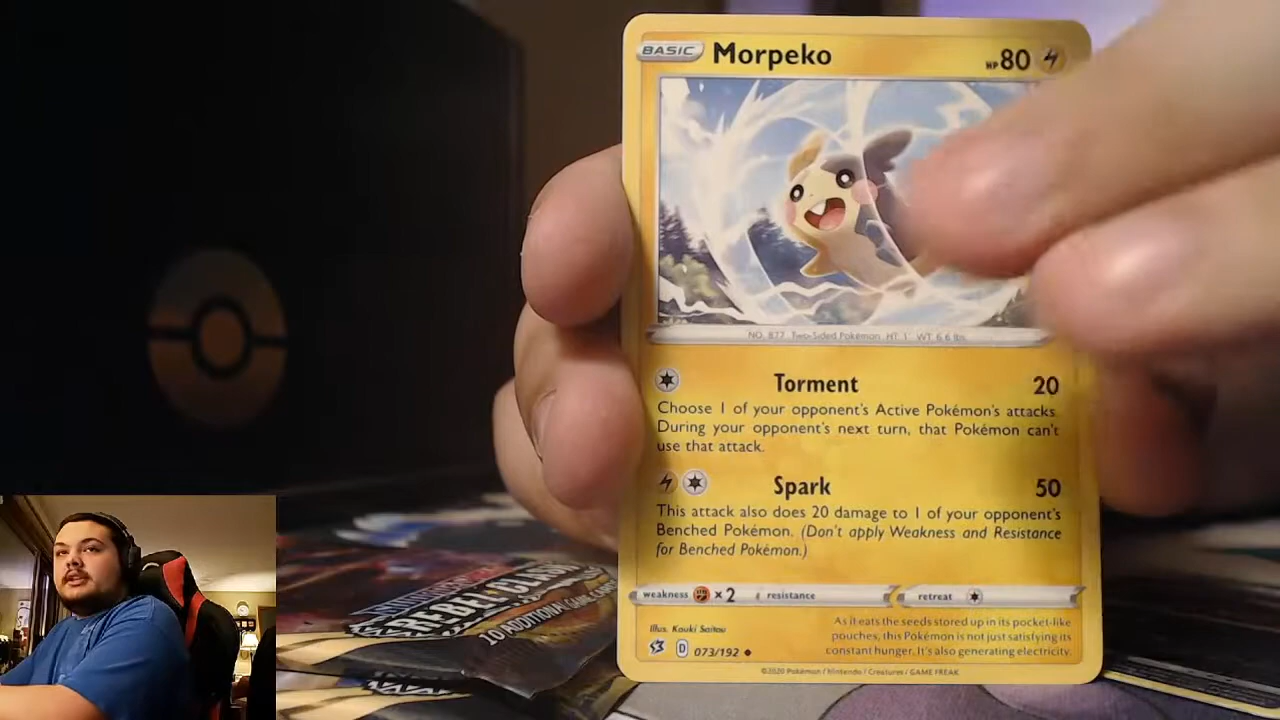 BASIC Morpeko HP 80
NO. 877 Two-Sided Pokémon HT 1' WT 6.6 lbs.
Torment 20
Choose 1 of your opponent's Active Pokémon's attacks.
During your opponent's next turn, that Pokémon can't
use that attack.
Spark 50
This attack also does 20 damage to 1 of your opponent's
Benched Pokémon. (Don't apply Weakness and Resistance
for Benched Pokémon.)
weakness ×2 resistance retreat
Illus. Kouki Saitou
As it eats the seeds stored up in its pocket-like
pouches, this Pokémon is not just satisfying its
constant hunger. It's also generating electricity.
D 073/192
©2020 Pokémon / Nintendo / Creatures / GAME FREAK
REBEL CLASH
10 ADDITIONAL GAME CARDS